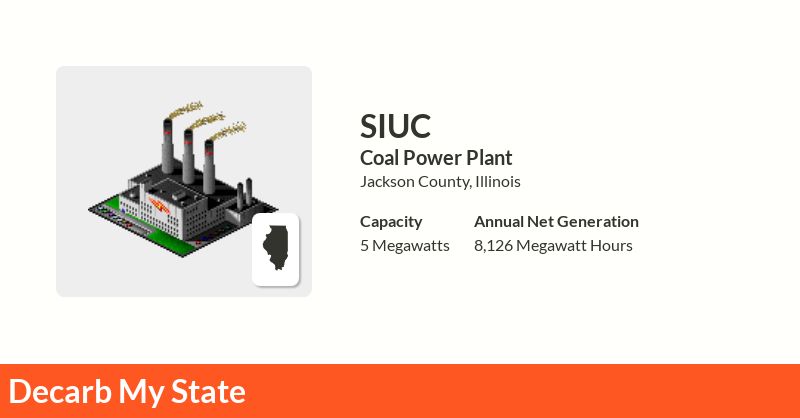 SIUC
Coal Power Plant
Jackson County, Illinois
Capacity Annual Net Generation
5 Megawatts 8,126 Megawatt Hours
Decarb My State